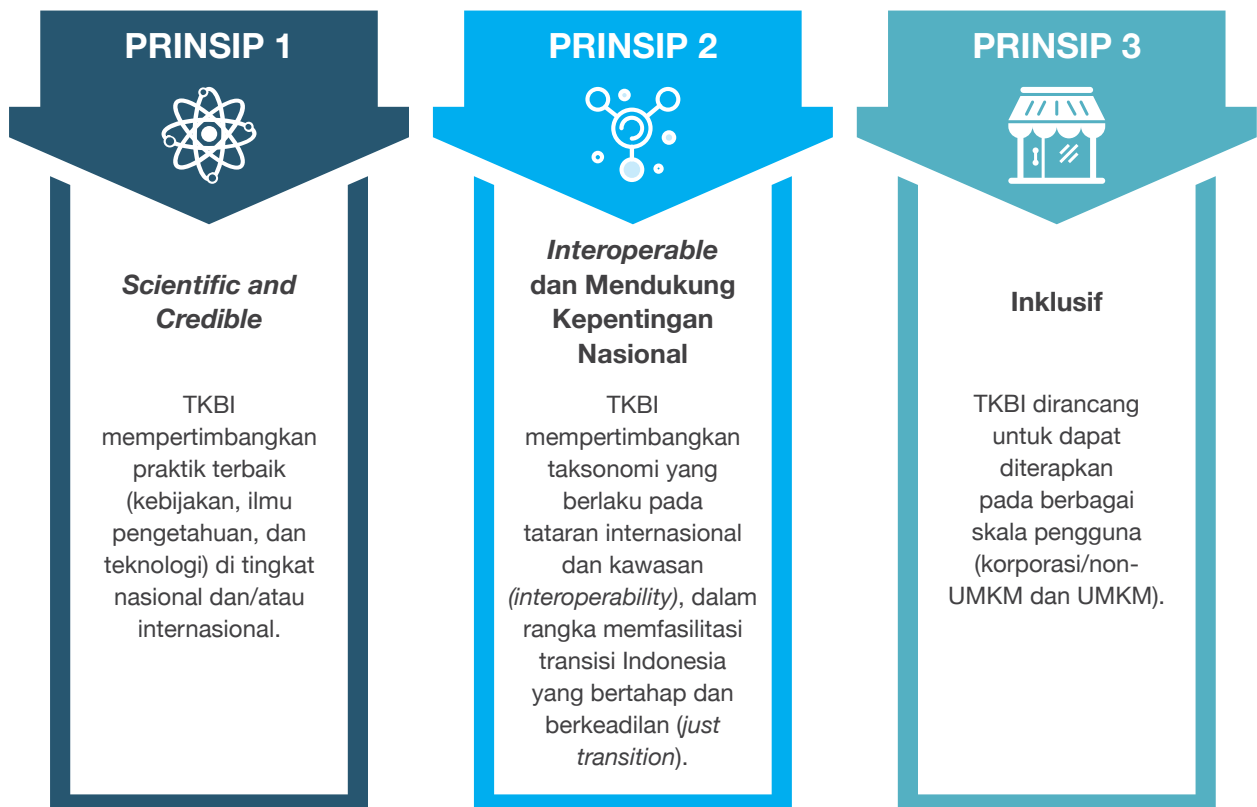 PRINSIP 1
Scientific and
Credible
TKBI
mempertimbangkan
praktik terbaik
(kebijakan, ilmu
pengetahuan, dan
teknologi) di tingkat
nasional dan/atau
internasional.
PRINSIP 2
Interoperable
dan Mendukung
Kepentingan
Nasional
TKBI
mempertimbangkan
taksonomi yang
berlaku pada
tataran internasional
dan kawasan
(interoperability), dalam
rangka memfasilitasi
transisi Indonesia
yang bertahap dan
berkeadilan (just
transition).
PRINSIP 3
Inklusif
TKBI dirancang
untuk dapat
diterapkan
pada berbagai
skala pengguna
(korporasi/non-
UMKM dan UMKM).